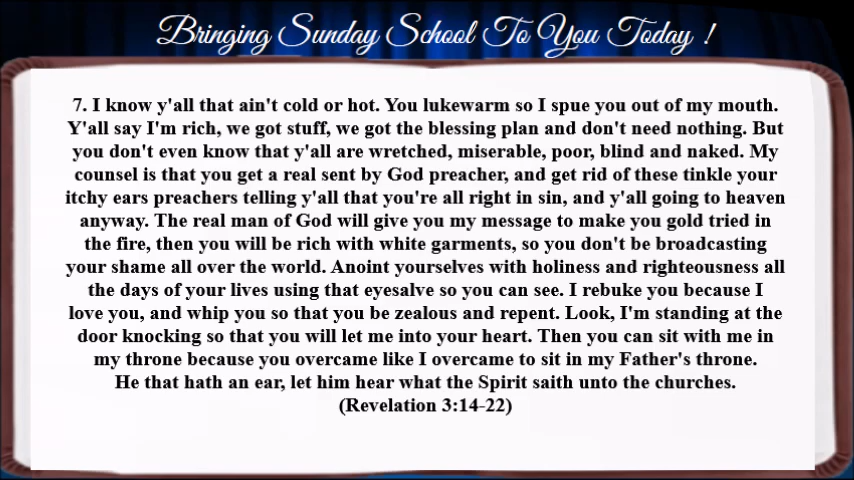 Bringing Sunday School To You Today !
7. I know y'all that ain't cold or hot. You lukewarm so I spue you out of my mouth.
Y'all say I'm rich, we got stuff, we got the blessing plan and don't need nothing. But
you don't even know that y'all are wretched, miserable, poor, blind and naked. My
counsel is that you get a real sent by God preacher, and get rid of these tinkle your
itchy ears preachers telling y'all that you're all right in sin, and y'all going to heaven
anyway. The real man of God will give you my message to make you gold tried in
the fire, then you will be rich with white garments, so you don't be broadcasting
your shame all over the world. Anoint yourselves with holiness and righteousness all
the days of your lives using that eyesalve so you can see. I rebuke you because I
love you, and whip you so that you be zealous and repent. Look, I'm standing at the
door knocking so that you will let me into your heart. Then you can sit with me in
my throne because you overcame like I overcame to sit in my Father's throne.
He that hath an ear, let him hear what the Spirit saith unto the churches.
(Revelation 3:14-22)